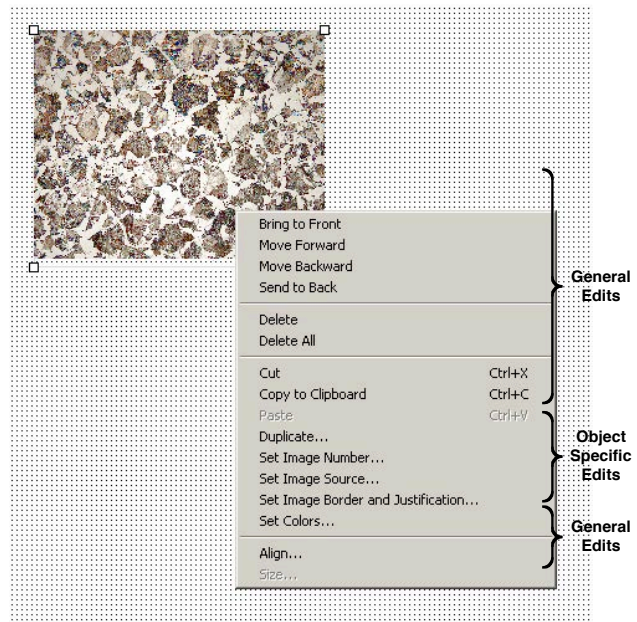 Bring to Front
Move Forward
Move Backward
Send to Back
Delete
Delete All
Cut Ctrl+X
Copy to Clipboard Ctrl+C
Paste Ctrl+V
Duplicate...
Set Image Number...
Set Image Source...
Set Image Border and Justification...
Set Colors...
Align...
Size...
General
Edits
Object
Specific
Edits
General
Edits